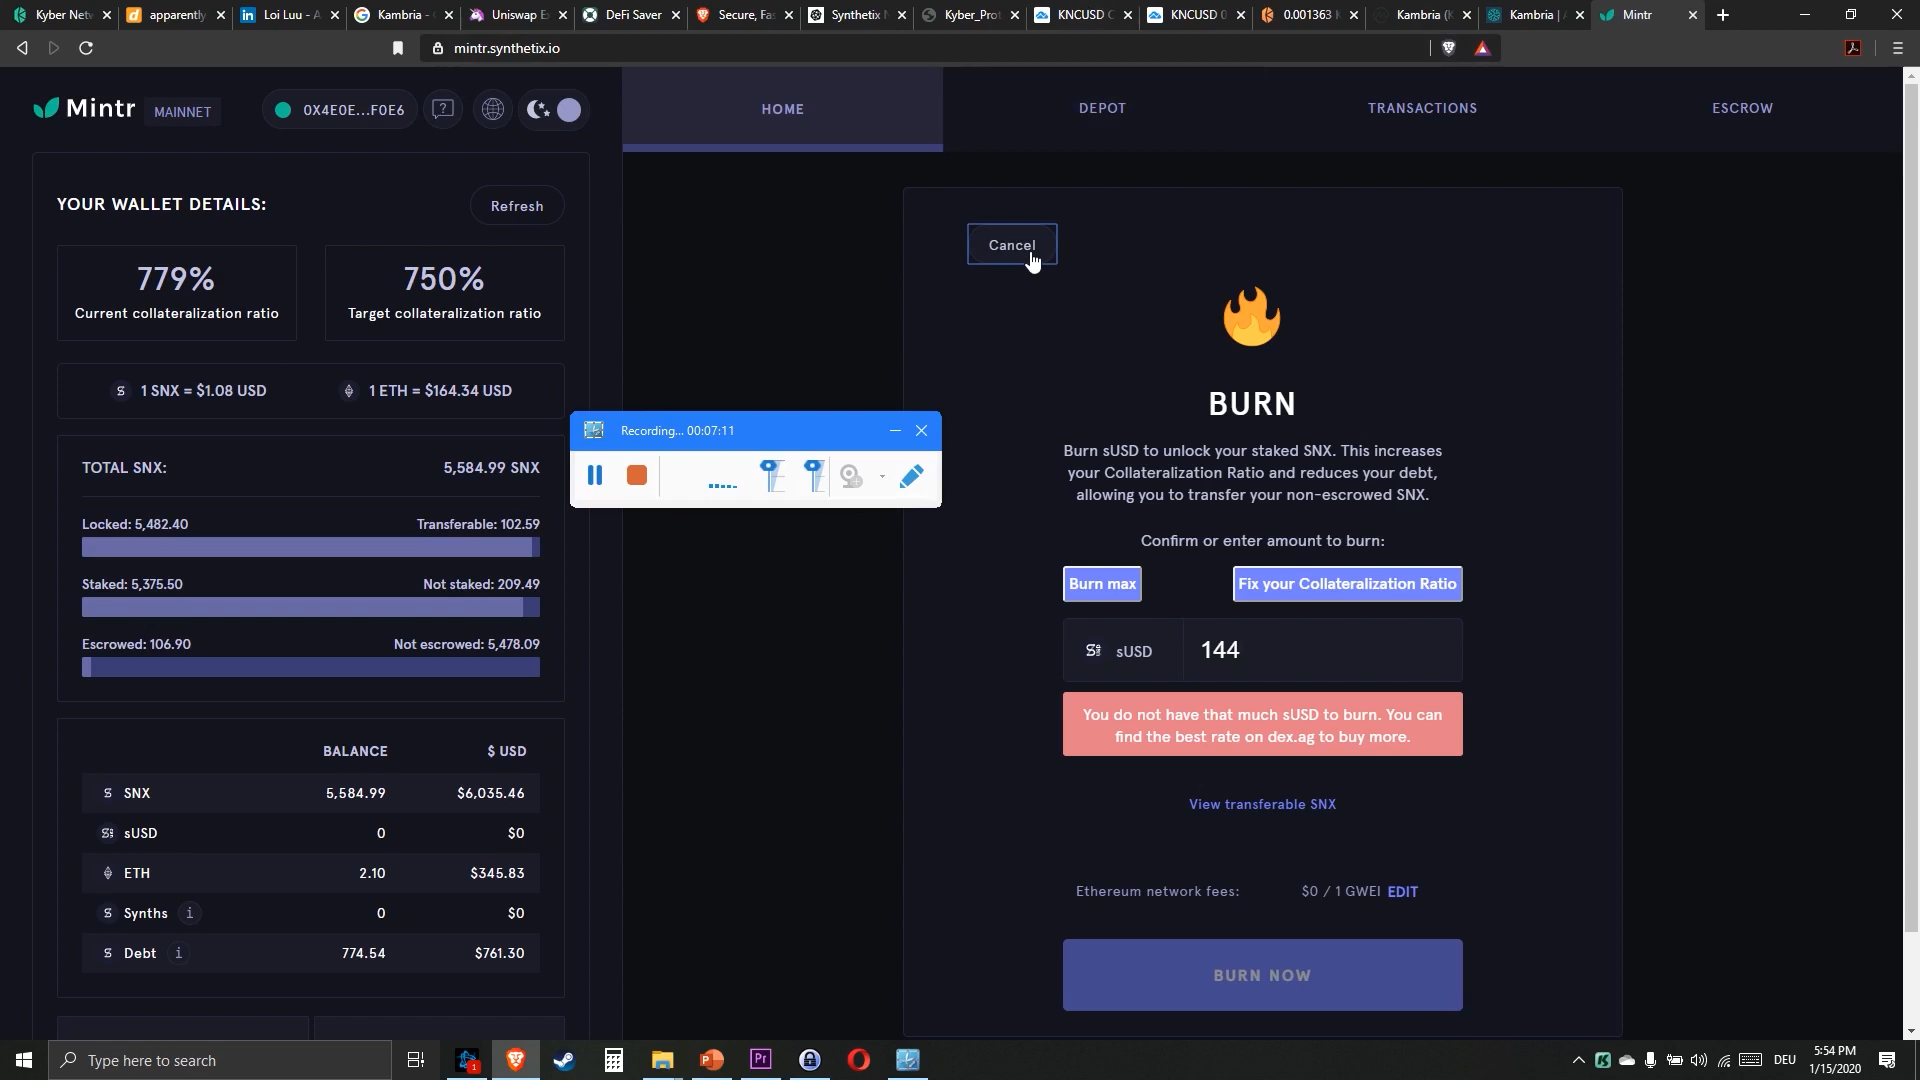 Kyber Netw
apparently
Loi Luu - A
Kambria -
Uniswap Ex
DeFi Saver
Secure, Fas
Synthetix
Kyber_Prot
KNCUSD
KNCUSD 0
0.001363
Kambria (K
Kambria |
Mintr
mintr.synthetix.io
Mintr MAINNET
0X4E0E...F0E6
HOME
DEPOT
TRANSACTIONS
ESCROW
YOUR WALLET DETAILS:
Refresh
779%
Current collateralization ratio
750%
Target collateralization ratio
1 SNX = $1.08 USD
1 ETH = $164.34 USD
TOTAL SNX: 5,584.99 SNX
Locked: 5,482.40 Transferable: 102.59
Staked: 5,375.50 Not staked: 209.49
Escrowed: 106.90 Not escrowed: 5,478.09
BALANCE $ USD
SNX 5,584.99 $6,035.46
sUSD 0 $0
ETH 2.10 $345.83
Synths i 0 $0
Debt i 774.54 $761.30
Recording... 00:07:11
Cancel
BURN
Burn sUSD to unlock your staked SNX. This increases
your Collateralization Ratio and reduces your debt,
allowing you to transfer your non-escrowed SNX.
Confirm or enter amount to burn:
Burn max
Fix your Collateralization Ratio
sUSD 144
You do not have that much sUSD to burn. You can
find the best rate on dex.ag to buy more.
View transferable SNX
Ethereum network fees: $0 / 1 GWEI EDIT
BURN NOW
Type here to search
Pr
DEU
5:54 PM
1/15/2020